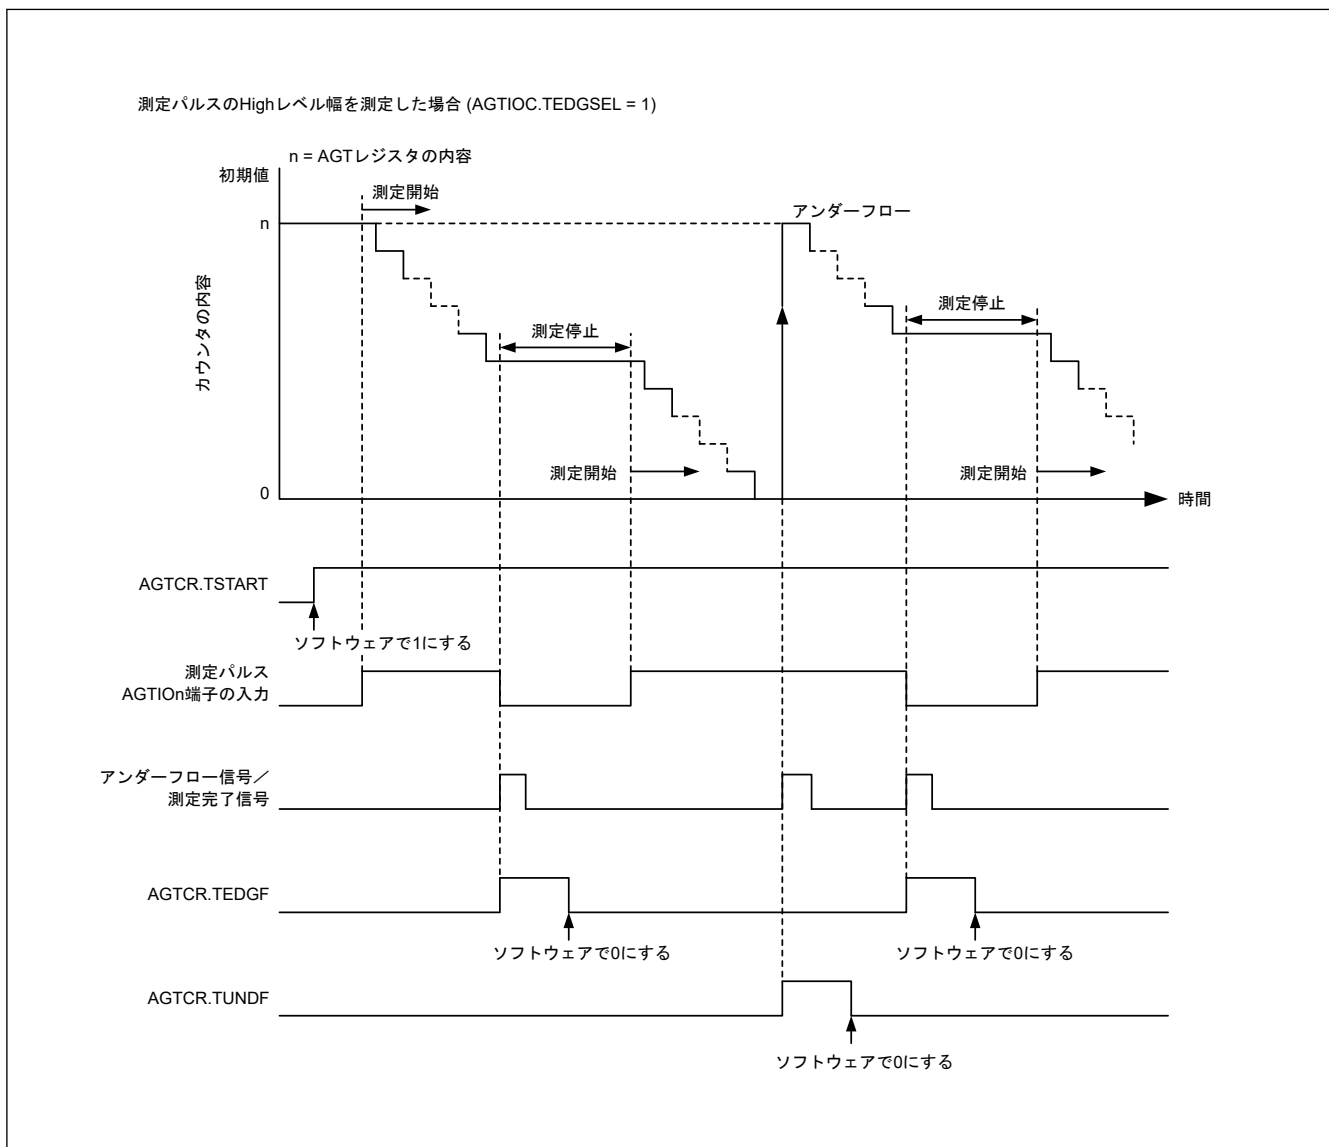 測定パルスのHighレベル幅を測定した場合 (AGTIOC.TEDGSEL = 1)
n = AGTレジスタの内容
初期値
測定開始
n
アンダーフロー
カウンタの内容
測定停止
測定停止
測定開始
測定開始
0
時間
AGTCR.TSTART
ソフトウェアで1にする
測定パルス
AGTIOn端子の入力
アンダーフロー信号／
測定完了信号
AGTCR.TEDGF
ソフトウェアで0にする
ソフトウェアで0にする
AGTCR.TUNDF
ソフトウェアで0にする